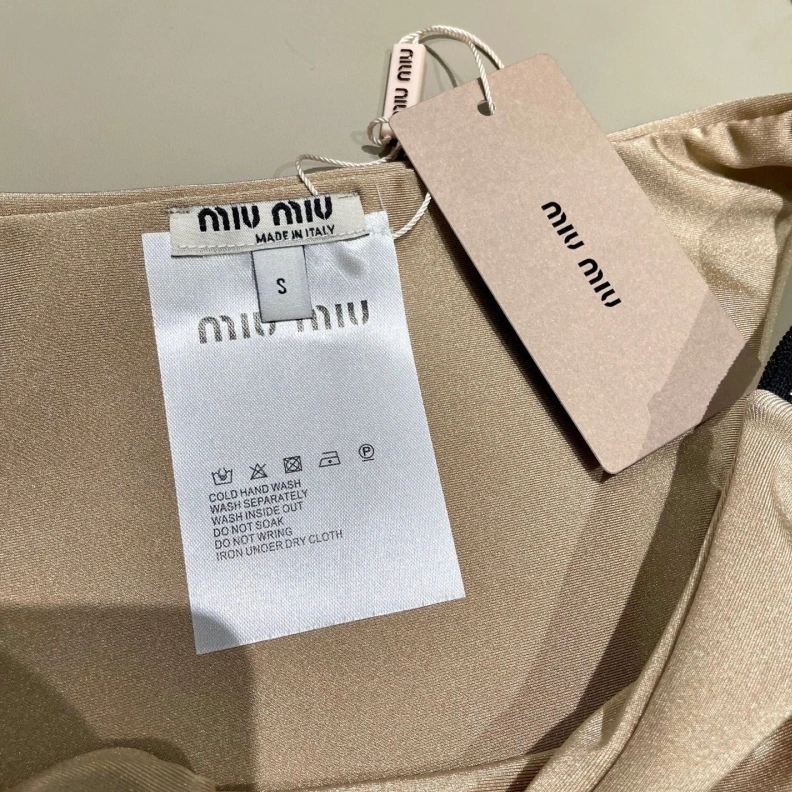 miu miu
miu miu
MADE IN ITALY
S
miu miu
miu miu
P
COLD HAND WASH
WASH SEPARATELY
WASH INSIDE OUT
DO NOT SOAK
DO NOT WRING
IRON UNDER DRY CLOTH